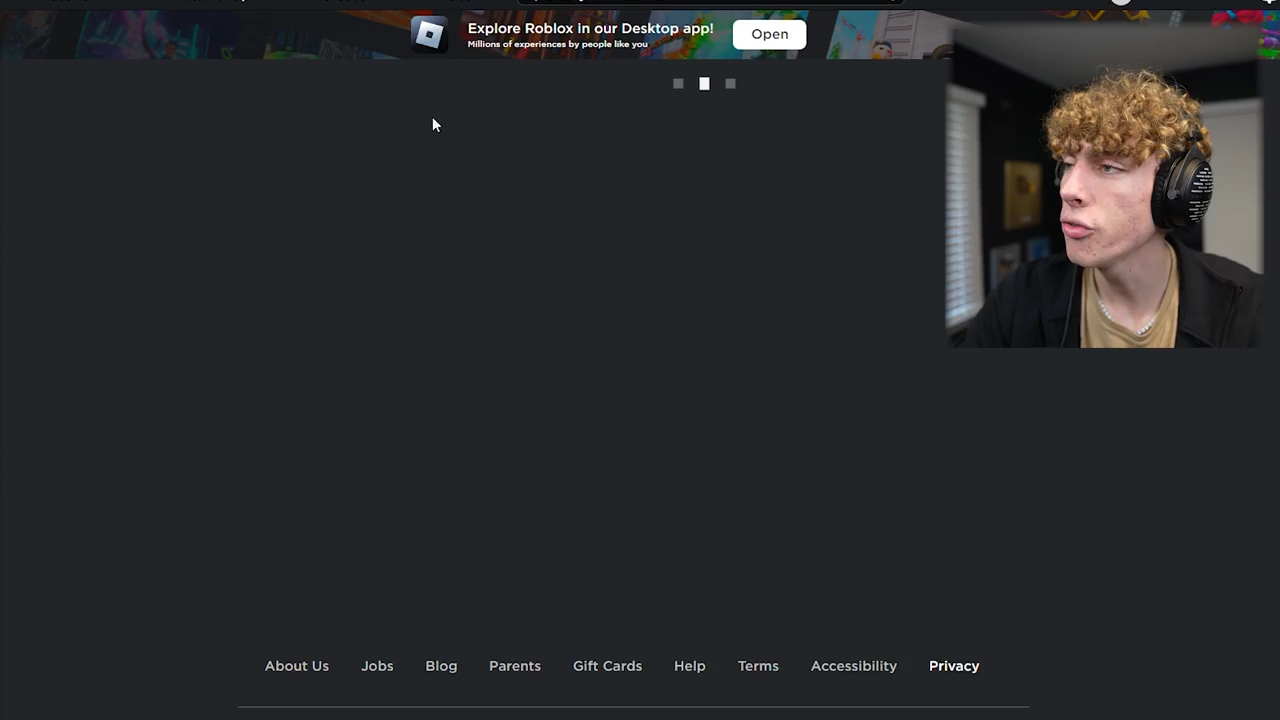 Explore Roblox in our Desktop app!
Millions of experiences by people like you
Open
About Us Jobs Blog Parents Gift Cards Help Terms Accessibility Privacy